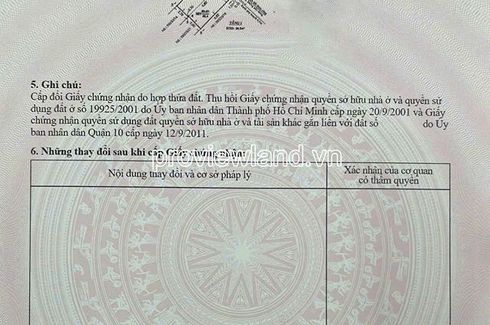 TẦNG 1
5. Ghi chú:
Cấp đổi Giấy chứng nhận do hợp thửa đất. Thu hồi Giấy chứng nhận quyền sở hữu nhà ở và quyền sử
dụng đất ở số 19925/2001 do Ủy ban nhân dân Thành phố Hồ Chí Minh cấp ngày 20/9/2001 và Giấy
chứng nhận quyền sử dụng đất quyền sở hữu nhà ở và tài sản khác gắn liền với đất số do Ủy
ban nhân dân Quận 10 cấp ngày 12/9/2011.
6. Những thay đổi sau khi cấp Giấy chứng nhận
proviewland.vn
Nội dung thay đổi và cơ sở pháp lý
Xác nhận của cơ quan
có thẩm quyền